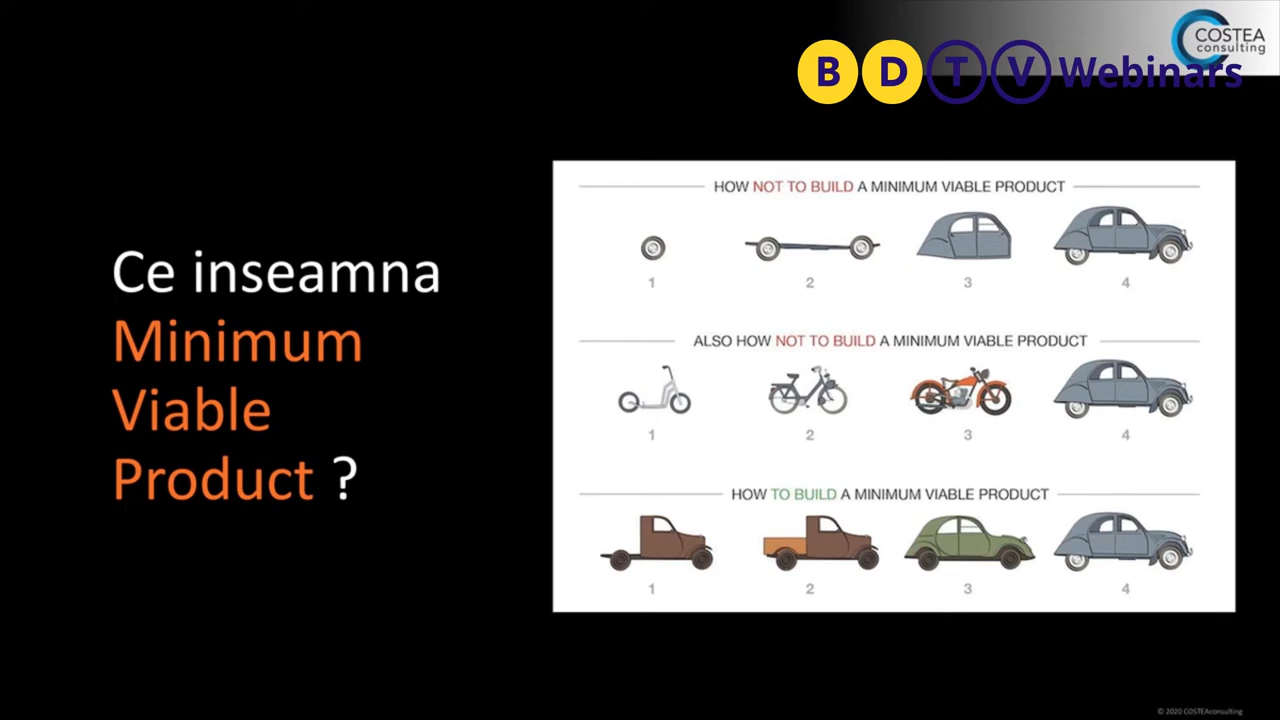 COSTEA
consulting
B D T V Webinars
Ce inseamna
Minimum
Viable
Product ?
HOW NOT TO BUILD A MINIMUM VIABLE PRODUCT
1 2 3 4
ALSO HOW NOT TO BUILD A MINIMUM VIABLE PRODUCT
1 2 3 4
HOW TO BUILD A MINIMUM VIABLE PRODUCT
1 2 3 4
© 2020 COSTEAconsulting